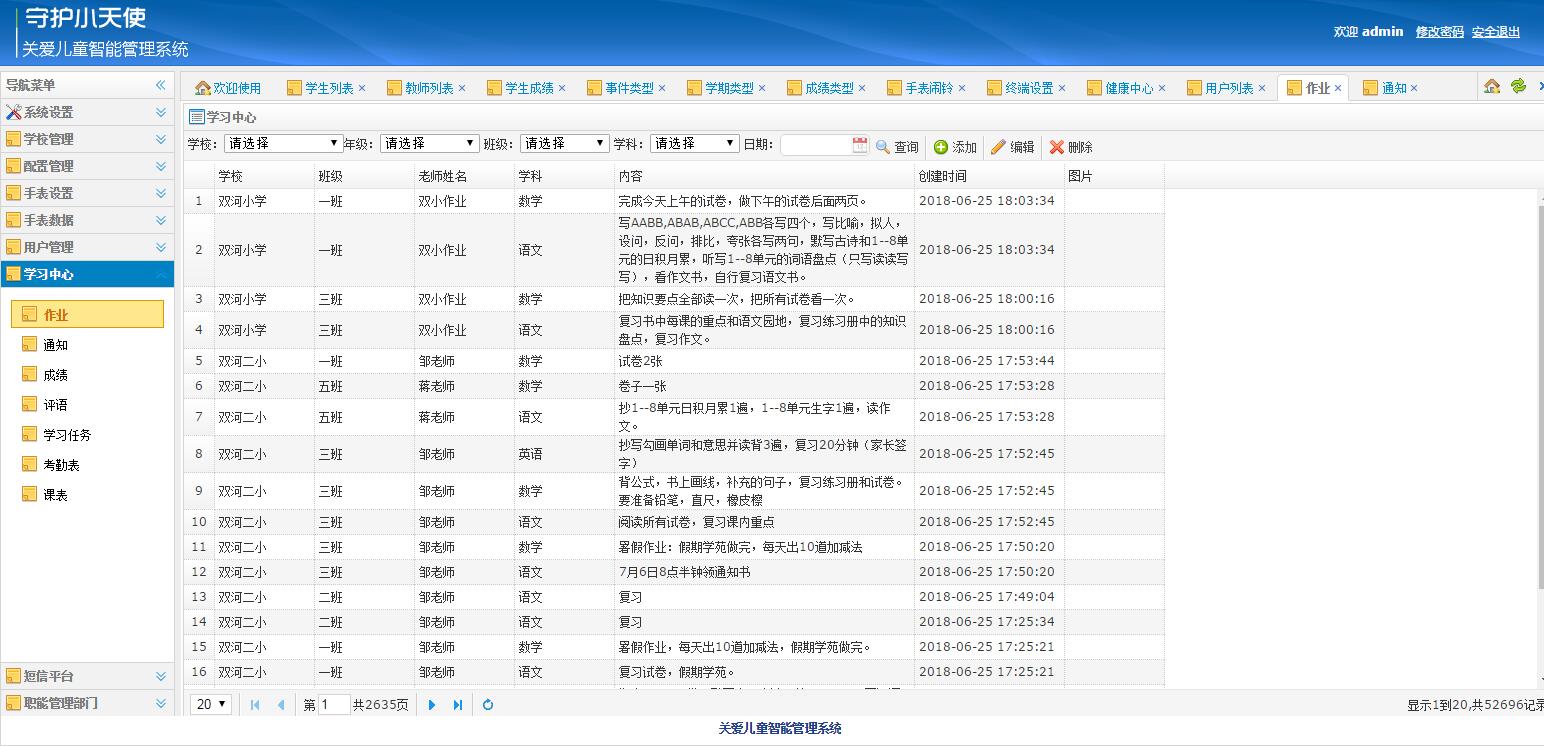 守护小天使
关爱儿童智能管理系统
欢迎 admin 修改密码 安全退出
导航菜单
系统设置
学校管理
配置管理
手表设置
手表数据
用户管理
学习中心
作业
通知
成绩
评语
学习任务
考勤表
课表
短信平台
职能管理部门
欢迎使用 学生列表 教师列表 学生成绩 事件类型 学期类型 成绩类型 手表闹铃 终端设置 健康中心 用户列表 作业 通知
学习中心
学校: 请选择 年级: 请选择 班级: 请选择 学科: 请选择 日期: 查询 添加 编辑 删除
学校 班级 老师姓名 学科 内容 创建时间 图片
1 双河小学 一班 双小作业 数学 完成今天上午的试卷，做下午的试卷后面两页。 2018-06-25 18:03:34
写AABB,ABAB,ABCC,ABB各写四个，写比喻，拟人，
设问，反问，排比，夸张各写两句，默写古诗和1--8单
2 双河小学 一班 双小作业 语文 元的日积月累，听写1--8单元的词语盘点（只写读读写 2018-06-25 18:03:34
写），看作文书，自行复习语文书。
3 双河小学 三班 双小作业 数学 把知识要点全部读一次，把所有试卷看一次。 2018-06-25 18:00:16
4 双河小学 三班 双小作业 语文 复习书中每课的重点和语文园地，复习练习册中的知识 2018-06-25 18:00:16
盘点，复习作文。
5 双河二小 一班 邹老师 数学 试卷2张 2018-06-25 17:53:44
6 双河二小 五班 蒋老师 数学 卷子一张 2018-06-25 17:53:28
7 双河二小 五班 蒋老师 语文 抄1--8单元日积月累1遍，1--8单元生字1遍，读作 2018-06-25 17:53:28
文。
8 双河二小 三班 邹老师 英语 抄写勾画单词和意思并读背3遍，复习20分钟（家长签 2018-06-25 17:52:45
字）
9 双河二小 三班 邹老师 数学 背公式，书上画线，补充的句子，复习练习册和试卷。 2018-06-25 17:52:45
要准备铅笔，直尺，橡皮檫
10 双河二小 三班 邹老师 语文 阅读所有试卷，复习课内重点 2018-06-25 17:52:45
11 双河二小 三班 邹老师 数学 暑假作业：假期学苑做完，每天出10道加减法 2018-06-25 17:50:20
12 双河二小 三班 邹老师 语文 7月6日8点半钟领通知书 2018-06-25 17:50:20
13 双河二小 二班 邹老师 语文 复习 2018-06-25 17:49:04
14 双河二小 二班 邹老师 语文 复习 2018-06-25 17:25:34
15 双河二小 一班 邹老师 数学 暑假作业，每天出10道加减法，假期学苑做完。 2018-06-25 17:25:21
16 双河二小 一班 邹老师 语文 复习试卷，假期学苑。 2018-06-25 17:25:21
20 第 1 共2635页 显示1到20,共52696记录
关爱儿童智能管理系统